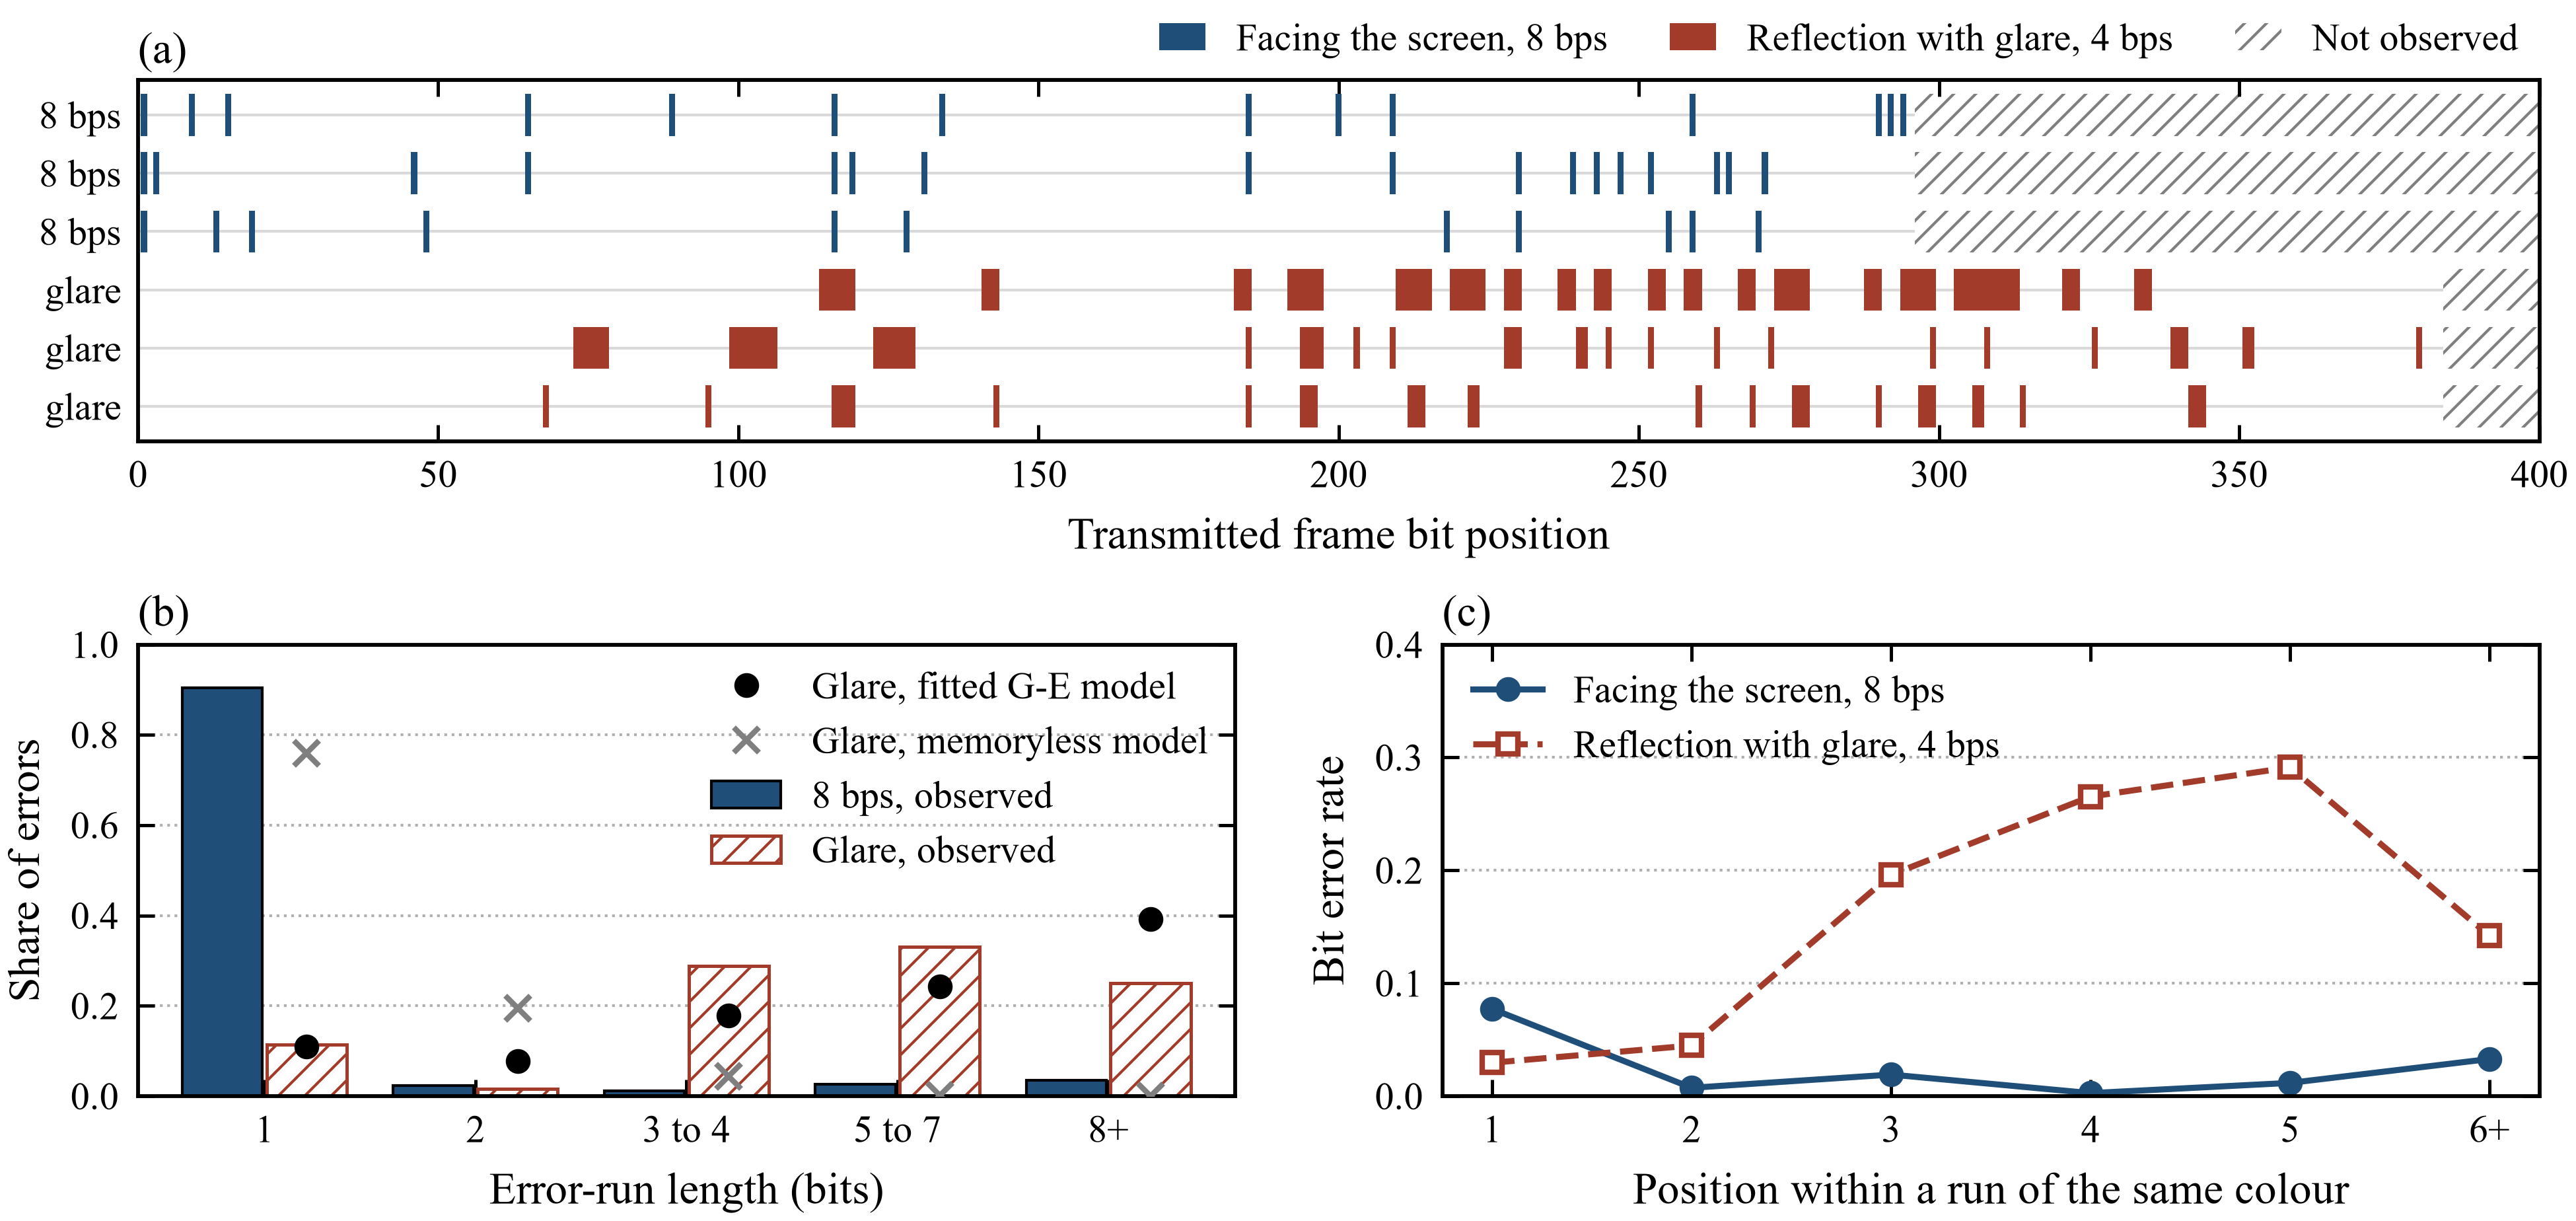 (a)
Facing the screen, 8 bps
Reflection with glare, 4 bps
Not observed
8 bps
8 bps
8 bps
glare
glare
glare
0 50 100 150 200 250 300 350 400
Transmitted frame bit position
(b)
Share of errors
1.0
0.8
0.6
0.4
0.2
0.0
Glare, fitted G-E model
Glare, memoryless model
8 bps, observed
Glare, observed
1 2 3 to 4 5 to 7 8+
Error-run length (bits)
(c)
Bit error rate
0.4
0.3
0.2
0.1
0.0
Facing the screen, 8 bps
Reflection with glare, 4 bps
1 2 3 4 5 6+
Position within a run of the same colour